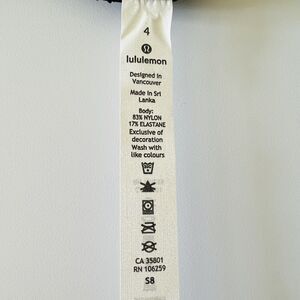 4
lululemon
Designed in
Vancouver
Made in Sri
Lanka
Body:
83% NYLON
17% ELASTANE
Exclusive of
decoration
Wash with
like colours
CA 35801
RN 106259
S8